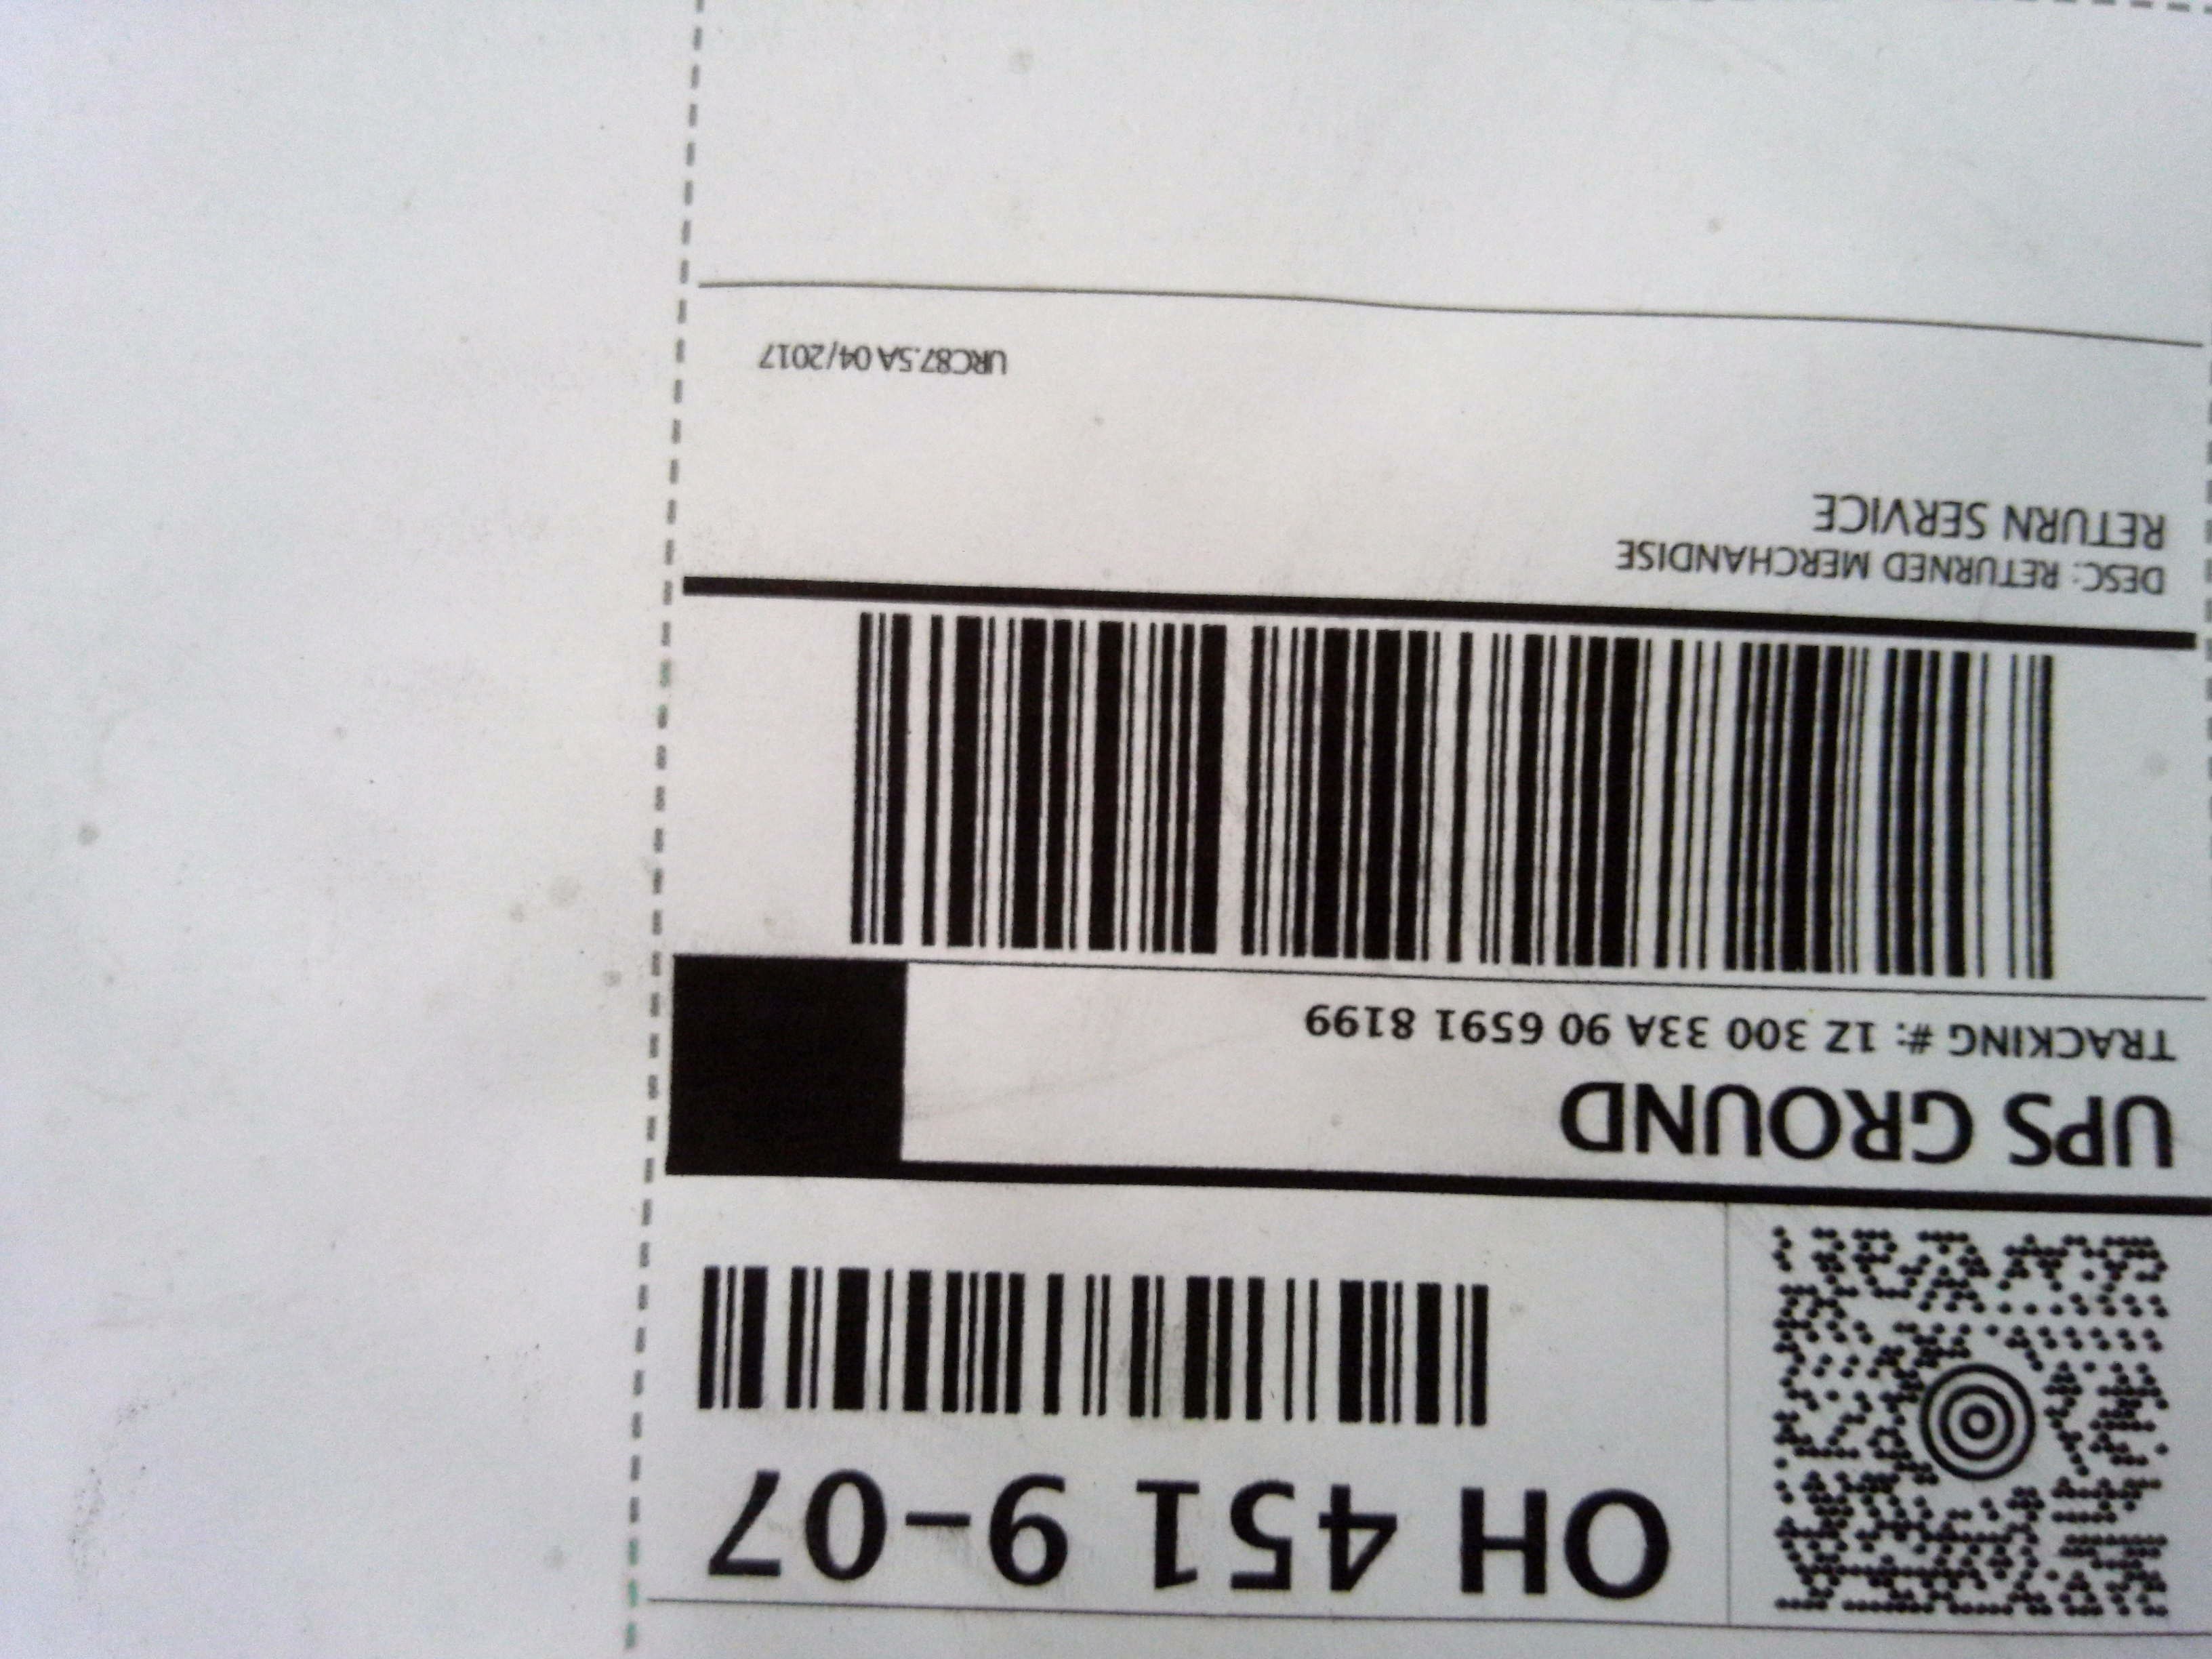 OH 451 9-07
UPS GROUND
TRACKING #: 1Z 300 33A 90 6591 8199
DESC: RETURNED MERCHANDISE
RETURN SERVICE
URC87.5A 04/2017